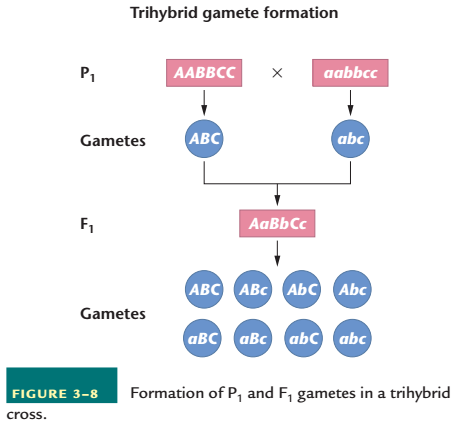 Trihybrid gamete formation
P₁ AABBCC × aabbcc
Gametes ABC abc
F₁ AaBbCc
ABC ABc AbC Abc
Gametes
aBC aBc abC abc
FIGURE 3–8 Formation of P₁ and F₁ gametes in a trihybrid
cross.